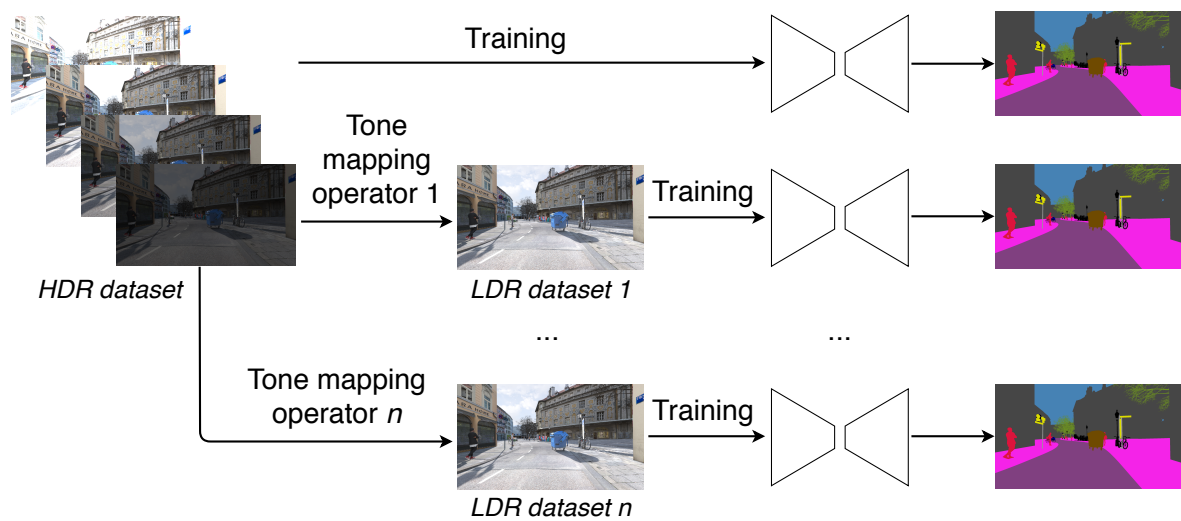 Training
Tone
mapping
operator 1
Training
HDR dataset
LDR dataset 1
...
...
Tone mapping
operator n
Training
LDR dataset n